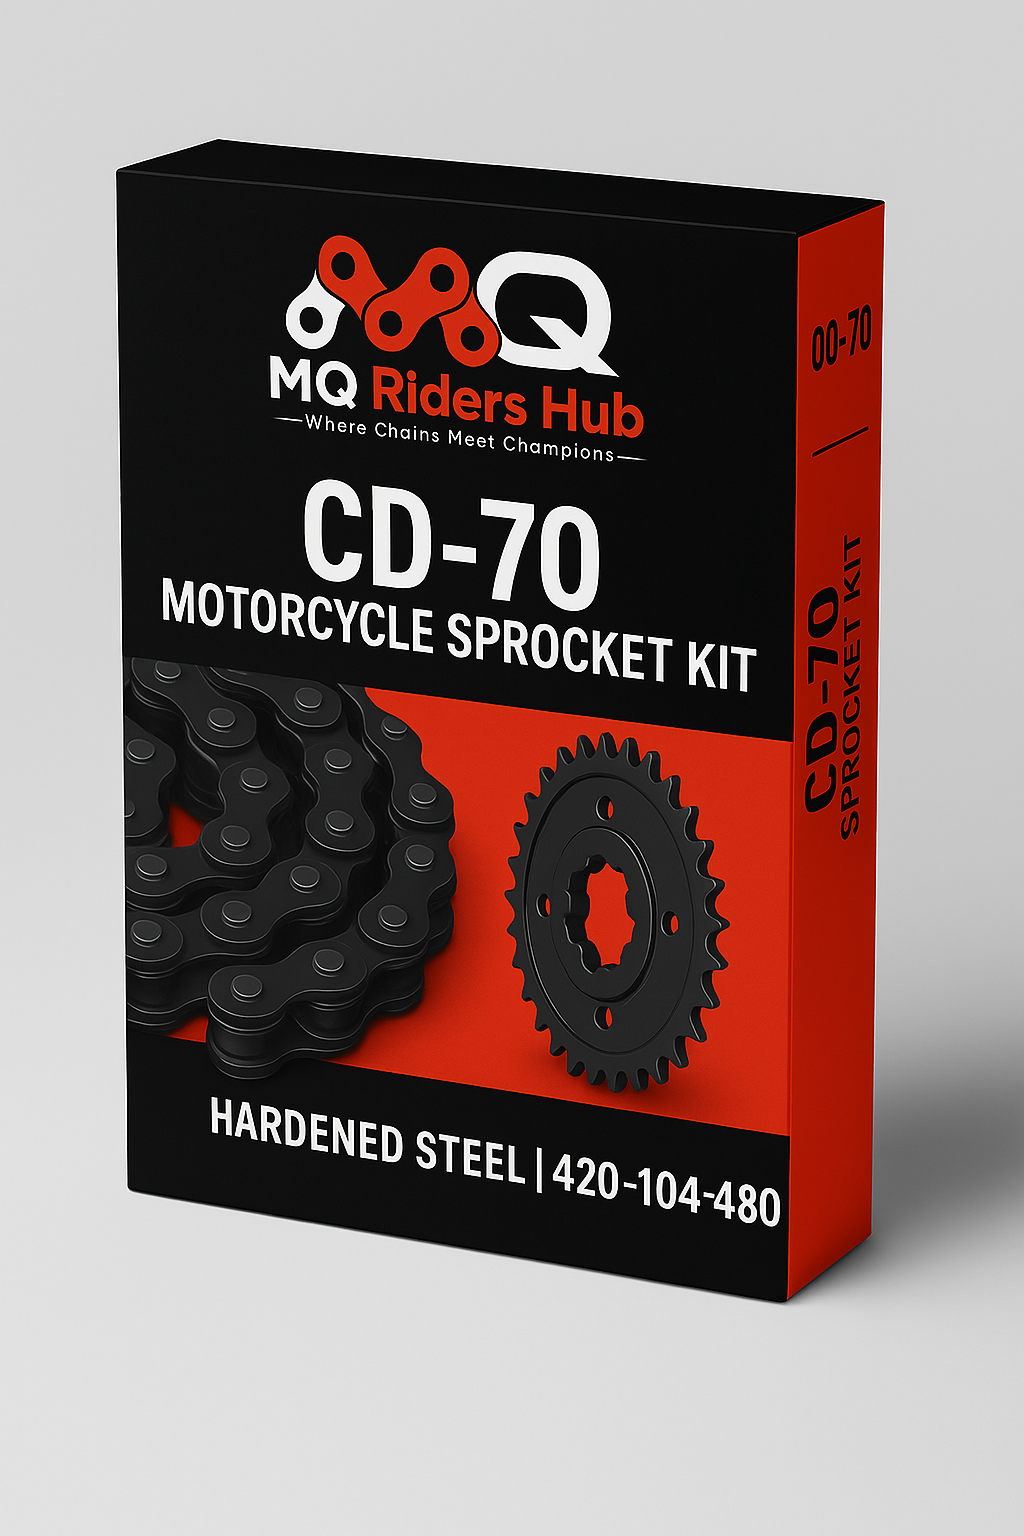 MQ
MQ Riders Hub
Where Chains Meet Champions
CD-70
MOTORCYCLE SPROCKET KIT
HARDENED STEEL | 420-104-480
00-70
CD-70
SPROCKET KIT